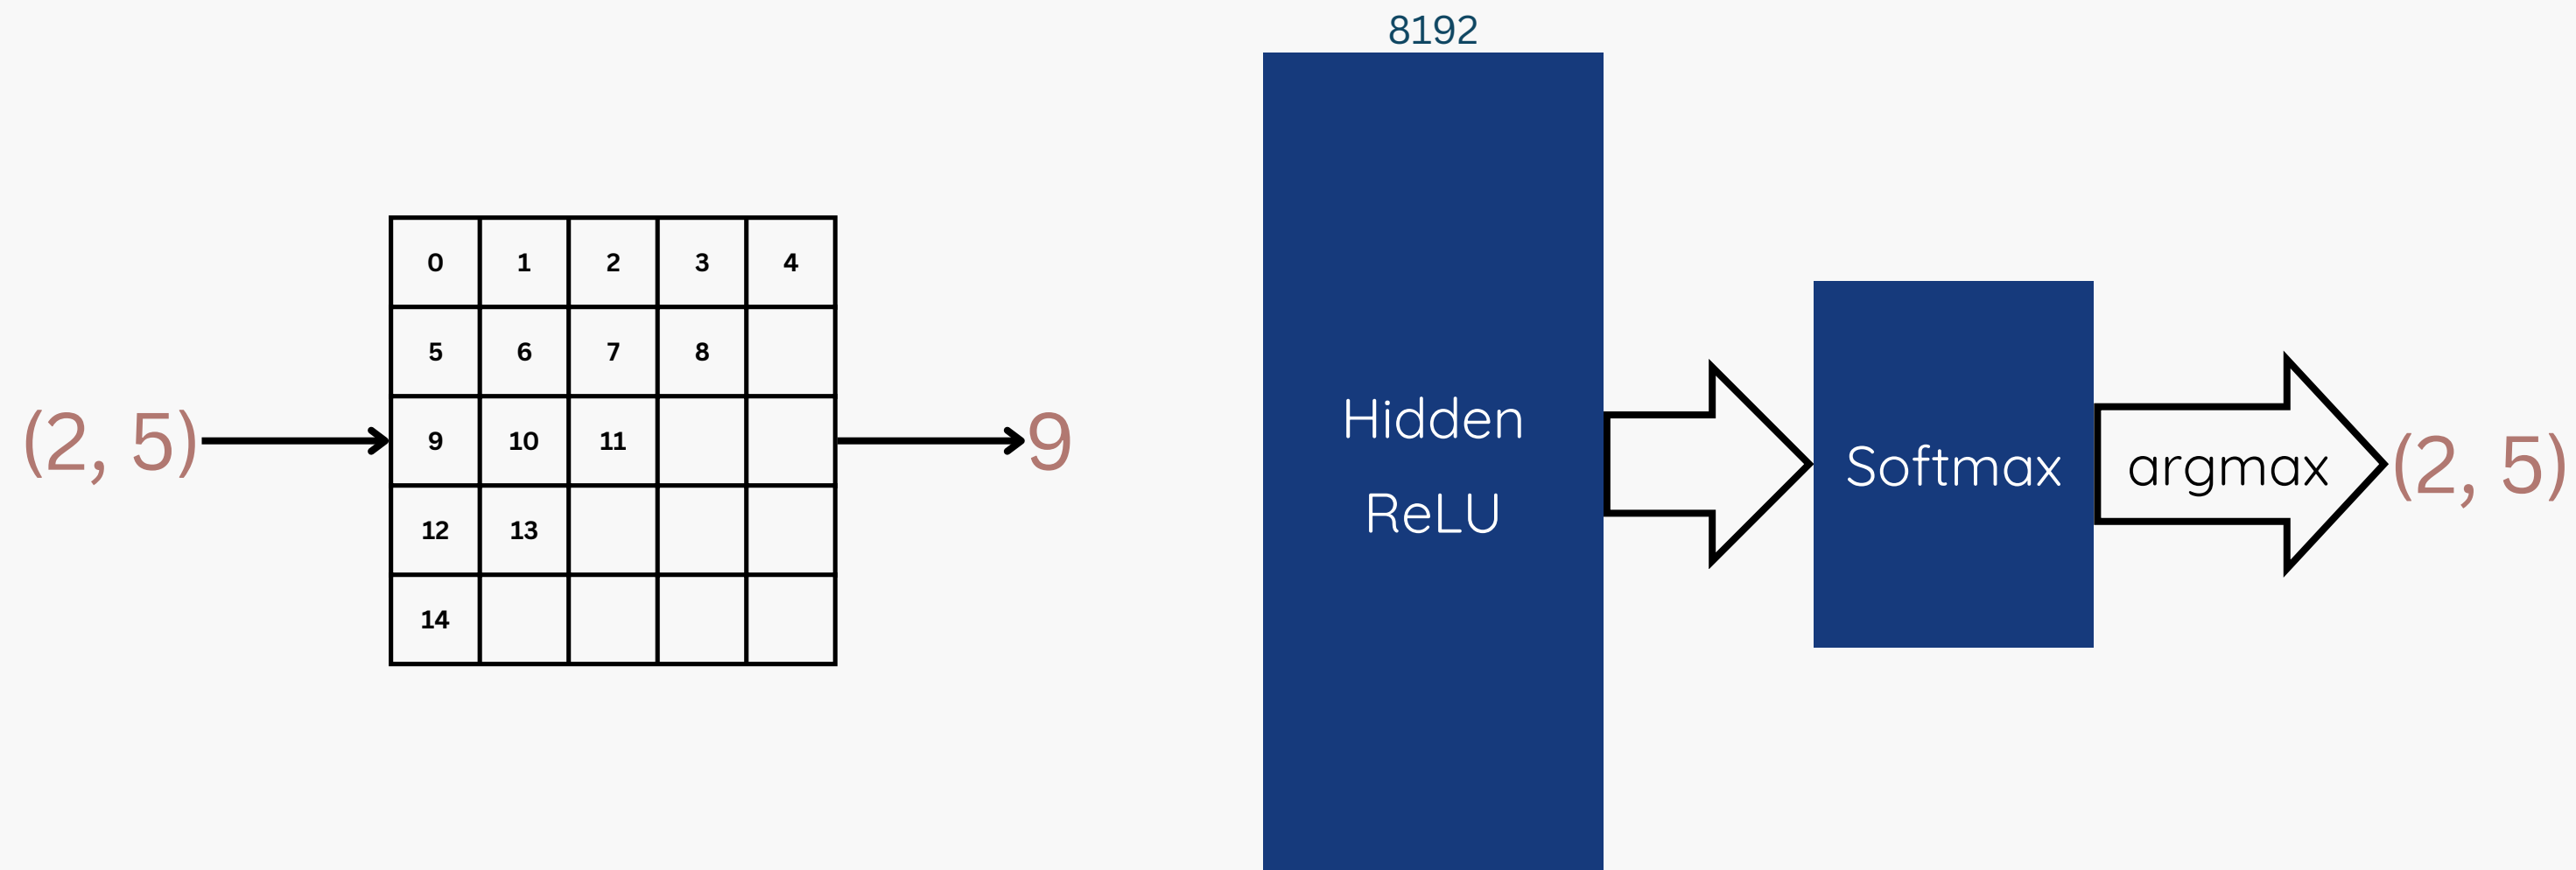 8192
0 1 2 3 4
5 6 7 8
(2, 5) 9 10 11 9
12 13
14
Hidden
ReLU
Softmax
argmax
(2, 5)